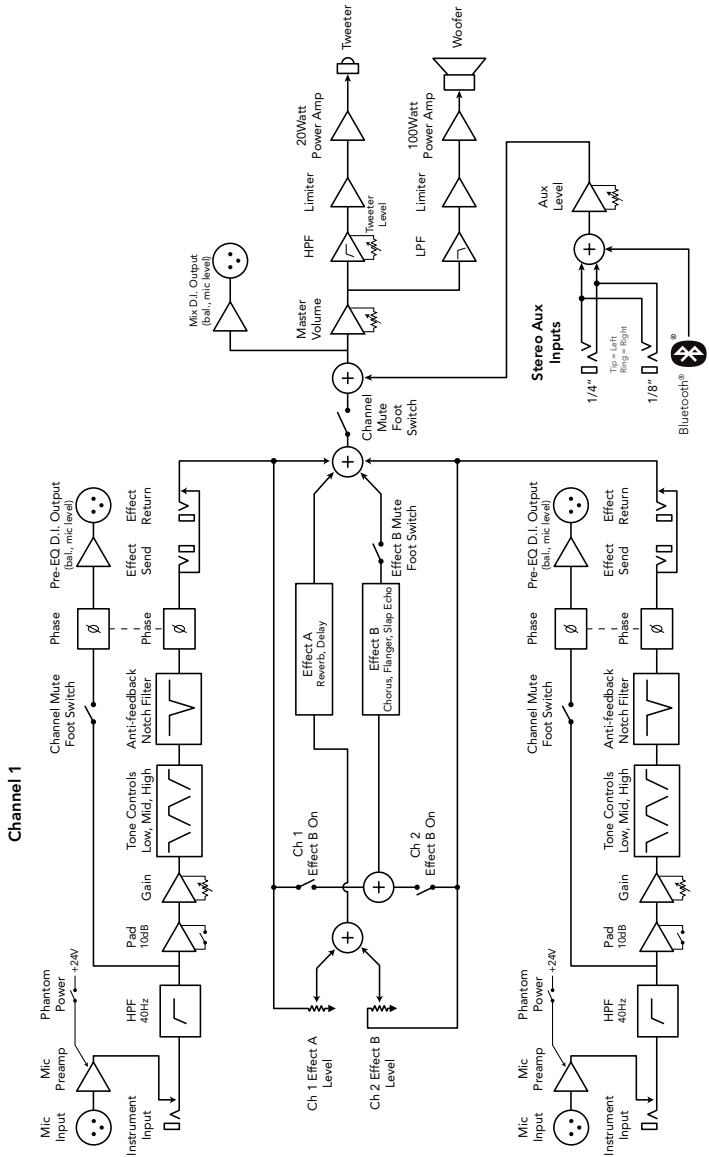 Channel 1
Mic
Input
Mic
Preamp
Phantom
Power
+24V
Instrument
Input
HPF
40Hz
Pad
10dB
Gain
Tone Controls
Low, Mid, High
Anti-feedback
Notch Filter
Channel Mute
Foot Switch
Phase
Ø
Phase
Ø
Pre-EQ D.I. Output
(bal., mic level)
Effect
Send
Effect
Return
Ch 1 Effect A
Level
Ch 2 Effect B
Level
Ch 1
Effect B On
Ch 2
Effect B On
Effect A
Reverb, Delay
Effect B
Chorus, Flanger, Slap Echo
Effect B Mute
Foot Switch
Channel
Mute
Foot
Switch
Mix D.I. Output
(bal., mic level)
Master
Volume
HPF
Tweeter
Level
Limiter
20Watt
Power Amp
Tweeter
LPF
Limiter
100Watt
Power Amp
Woofer
Stereo Aux
Inputs
1/4"
Tip = Left
Ring = Right
1/8"
Bluetooth®
®
Aux
Level
Mic
Input
Mic
Preamp
Phantom
Power
+24V
Instrument
Input
HPF
40Hz
Pad
10dB
Gain
Tone Controls
Low, Mid, High
Anti-feedback
Notch Filter
Channel Mute
Foot Switch
Phase
Ø
Phase
Ø
Pre-EQ D.I. Output
(bal., mic level)
Effect
Send
Effect
Return